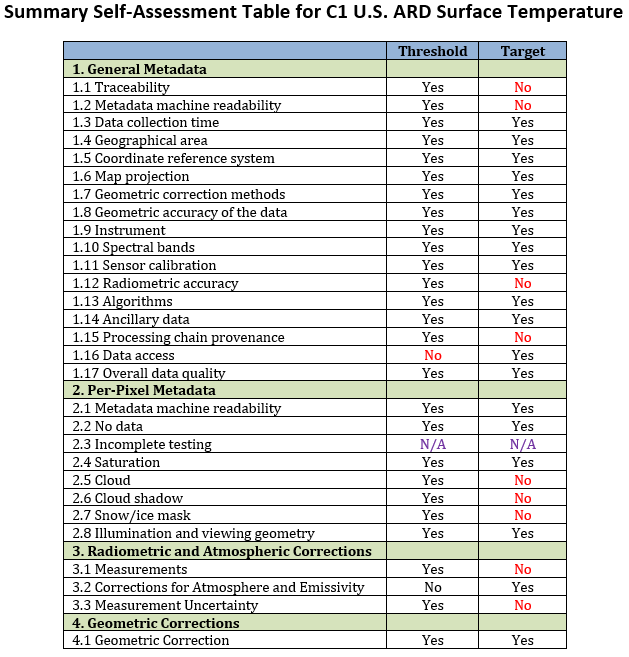 Summary Self-Assessment Table for C1 U.S. ARD Surface Temperature
Threshold Target
1. General Metadata
1.1 Traceability Yes No
1.2 Metadata machine readability Yes No
1.3 Data collection time Yes Yes
1.4 Geographical area Yes Yes
1.5 Coordinate reference system Yes Yes
1.6 Map projection Yes Yes
1.7 Geometric correction methods Yes Yes
1.8 Geometric accuracy of the data Yes Yes
1.9 Instrument Yes Yes
1.10 Spectral bands Yes Yes
1.11 Sensor calibration Yes Yes
1.12 Radiometric accuracy Yes No
1.13 Algorithms Yes Yes
1.14 Ancillary data Yes Yes
1.15 Processing chain provenance Yes No
1.16 Data access No Yes
1.17 Overall data quality Yes Yes
2. Per-Pixel Metadata
2.1 Metadata machine readability Yes Yes
2.2 No data Yes Yes
2.3 Incomplete testing N/A N/A
2.4 Saturation Yes Yes
2.5 Cloud Yes No
2.6 Cloud shadow Yes No
2.7 Snow/ice mask Yes No
2.8 Illumination and viewing geometry Yes Yes
3. Radiometric and Atmospheric Corrections
3.1 Measurements Yes No
3.2 Corrections for Atmosphere and Emissivity No Yes
3.3 Measurement Uncertainty Yes No
4. Geometric Corrections
4.1 Geometric Correction Yes Yes